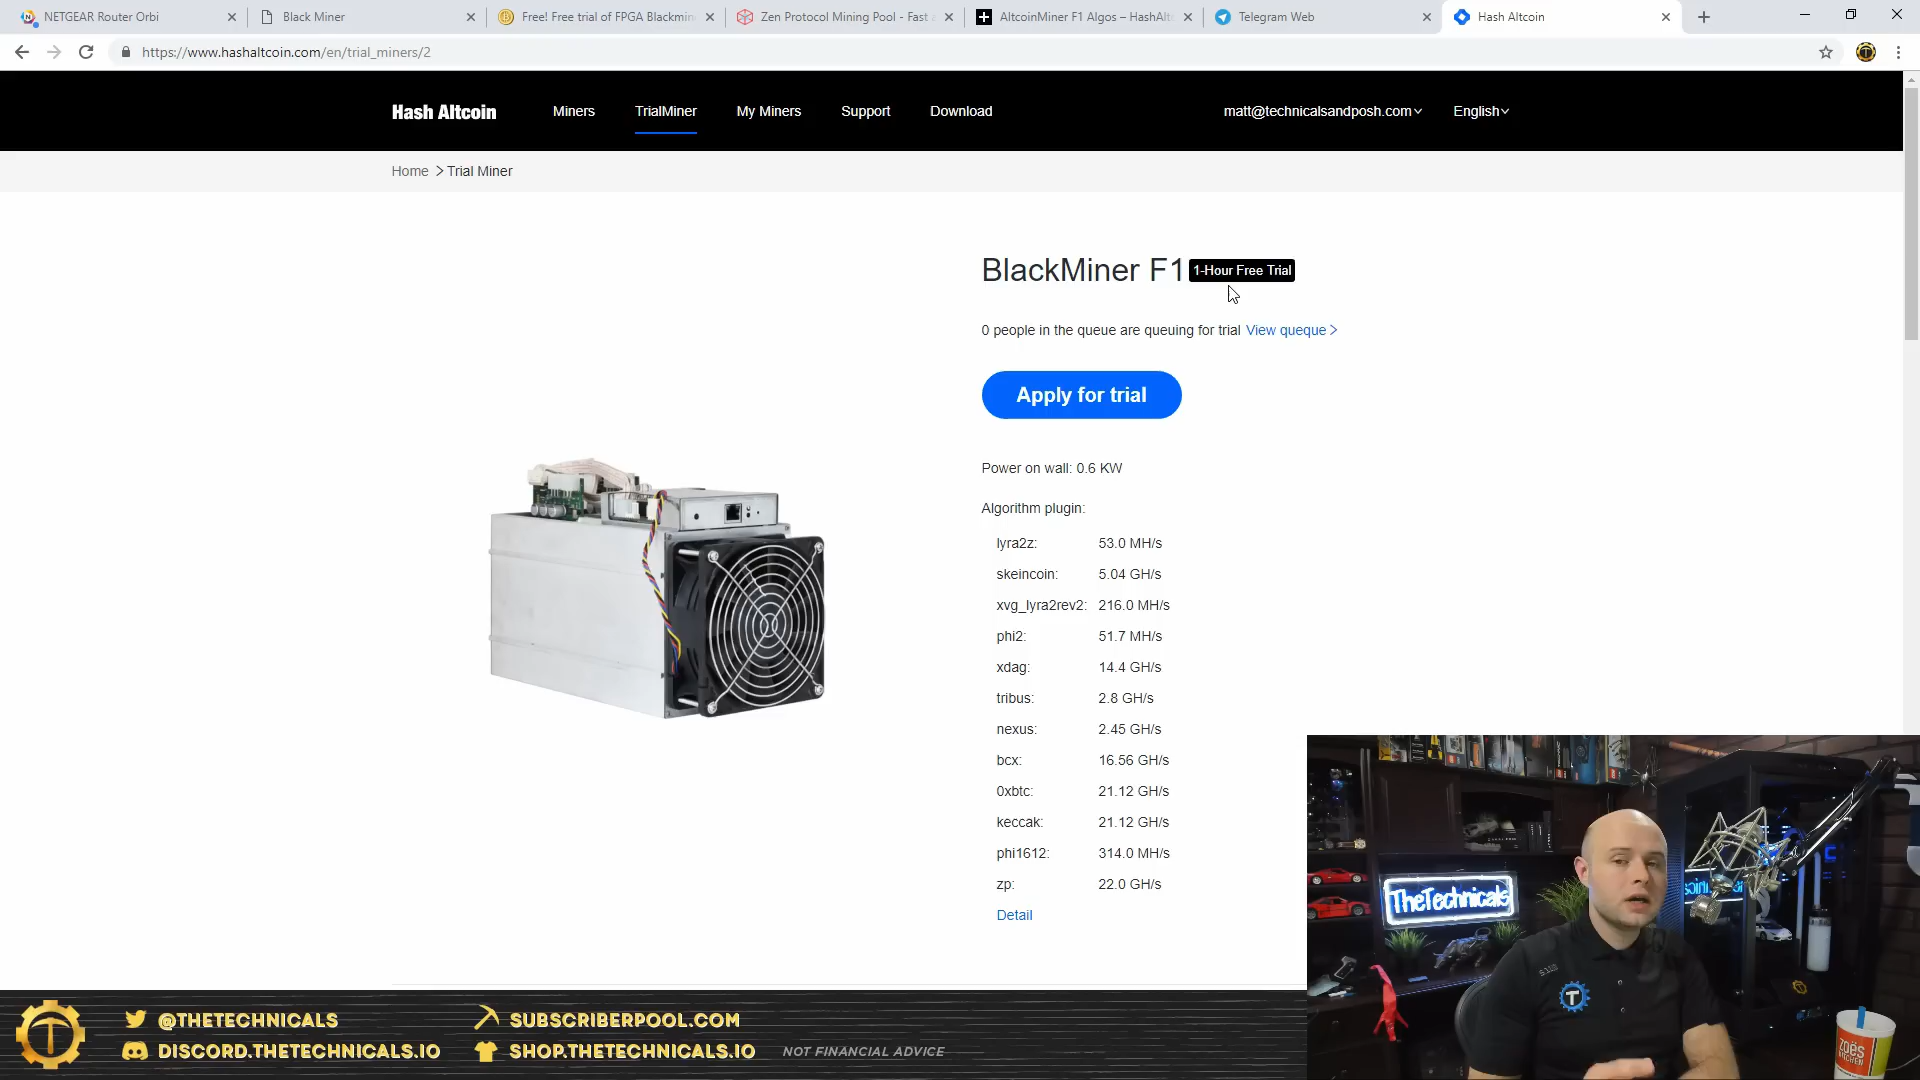 NETGEAR Router Orbi
Black Miner
Free! Free trial of FPGA Blackmin
Zen Protocol Mining Pool - Fast a
AltcoinMiner F1 Algos – HashAlt
Telegram Web
Hash Altcoin
https://www.hashaltcoin.com/en/trial_miners/2
Hash Altcoin
Miners
TrialMiner
My Miners
Support
Download
matt@technicalsandposh.com
English
Home > Trial Miner
BlackMiner F1 1-Hour Free Trial
0 people in the queue are queuing for trial View queque >
Apply for trial
Power on wall: 0.6 KW
Algorithm plugin:
lyra2z: 53.0 MH/s
skeincoin: 5.04 GH/s
xvg_lyra2rev2: 216.0 MH/s
phi2: 51.7 MH/s
xdag: 14.4 GH/s
tribus: 2.8 GH/s
nexus: 2.45 GH/s
bcx: 16.56 GH/s
0xbtc: 21.12 GH/s
keccak: 21.12 GH/s
phi1612: 314.0 MH/s
zp: 22.0 GH/s
Detail
TheTechnicals
T
zoës
KITCHEN
T
@THETECHNICALS
SUBSCRIBERPOOL.COM
DISCORD.THETECHNICALS.IO
SHOP.THETECHNICALS.IO
NOT FINANCIAL ADVICE